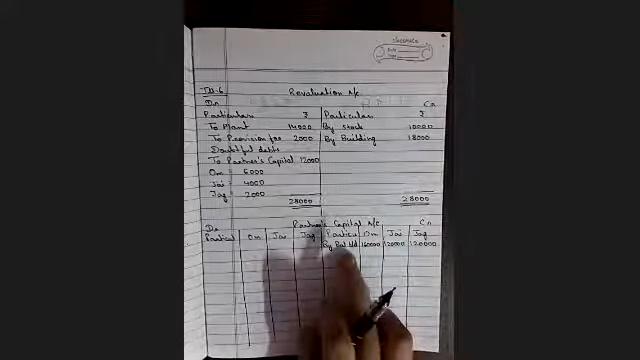 classmate
Date
Page
Ill-6 Revaluation A/c
Dr Cr
Particulars ₹ Particulars ₹
To Plant 14000 By Stock 10000
To Provision for 2000 By Building 18000
Doubtful debts
To Partner's Capital 12000
Om = 6000
Jai = 4000
Jag = 2000
28000 28000
Partner's Capital A/c
Dr Cr
Particul Om Jai Jag Particu Om Jai Jag
By Bal b/d 160000 120000 120000